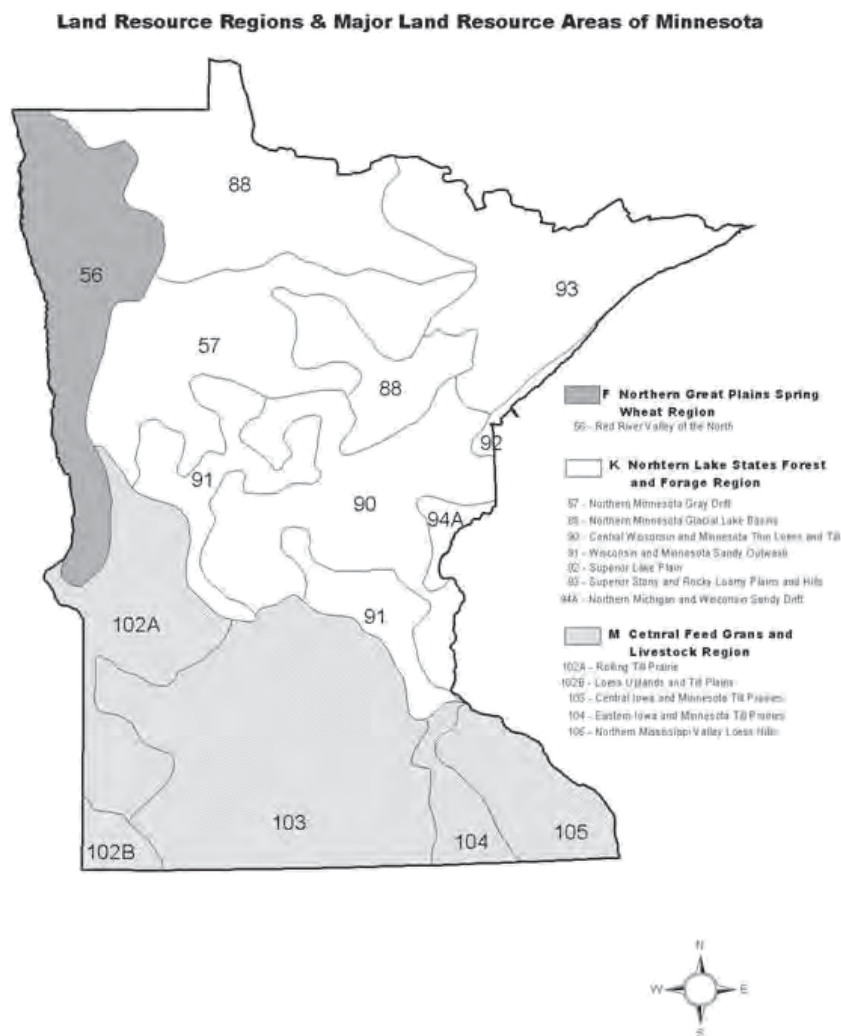 Land Resource Regions & Major Land Resource Areas of Minnesota
88
56
93
57
88
92
91
90
94A
91
102A
103
102B
104
105
F Northern Great Plains Spring
Wheat Region
56 - Red River Valley of the North
K Norhtern Lake States Forest
and Forage Region
57 - Northern Minnesota Gray Drift
88 - Northern Minnesota Glacial Lake Basins
90 - Central Wisconsin and Minnesota Thin Loess and Till
91 - Wisconsin and Minnesota Sandy Outwash
92 - Superior Lake Plain
93 - Superior Stony and Rocky Loamy Plains and Hills
94A - Northern Michigan and Wisconsin Sandy Drift
M Cetnral Feed Grans and
Livestock Region
102A - Rolling Till Prairie
102B - Loess Uplands and Till Plains
103 - Central Iowa and Minnesota Till Prairies
104 - Eastern Iowa and Minnesota Till Prairies
105 - Northern Mississippi Valley Loess Hills
N
W E
S